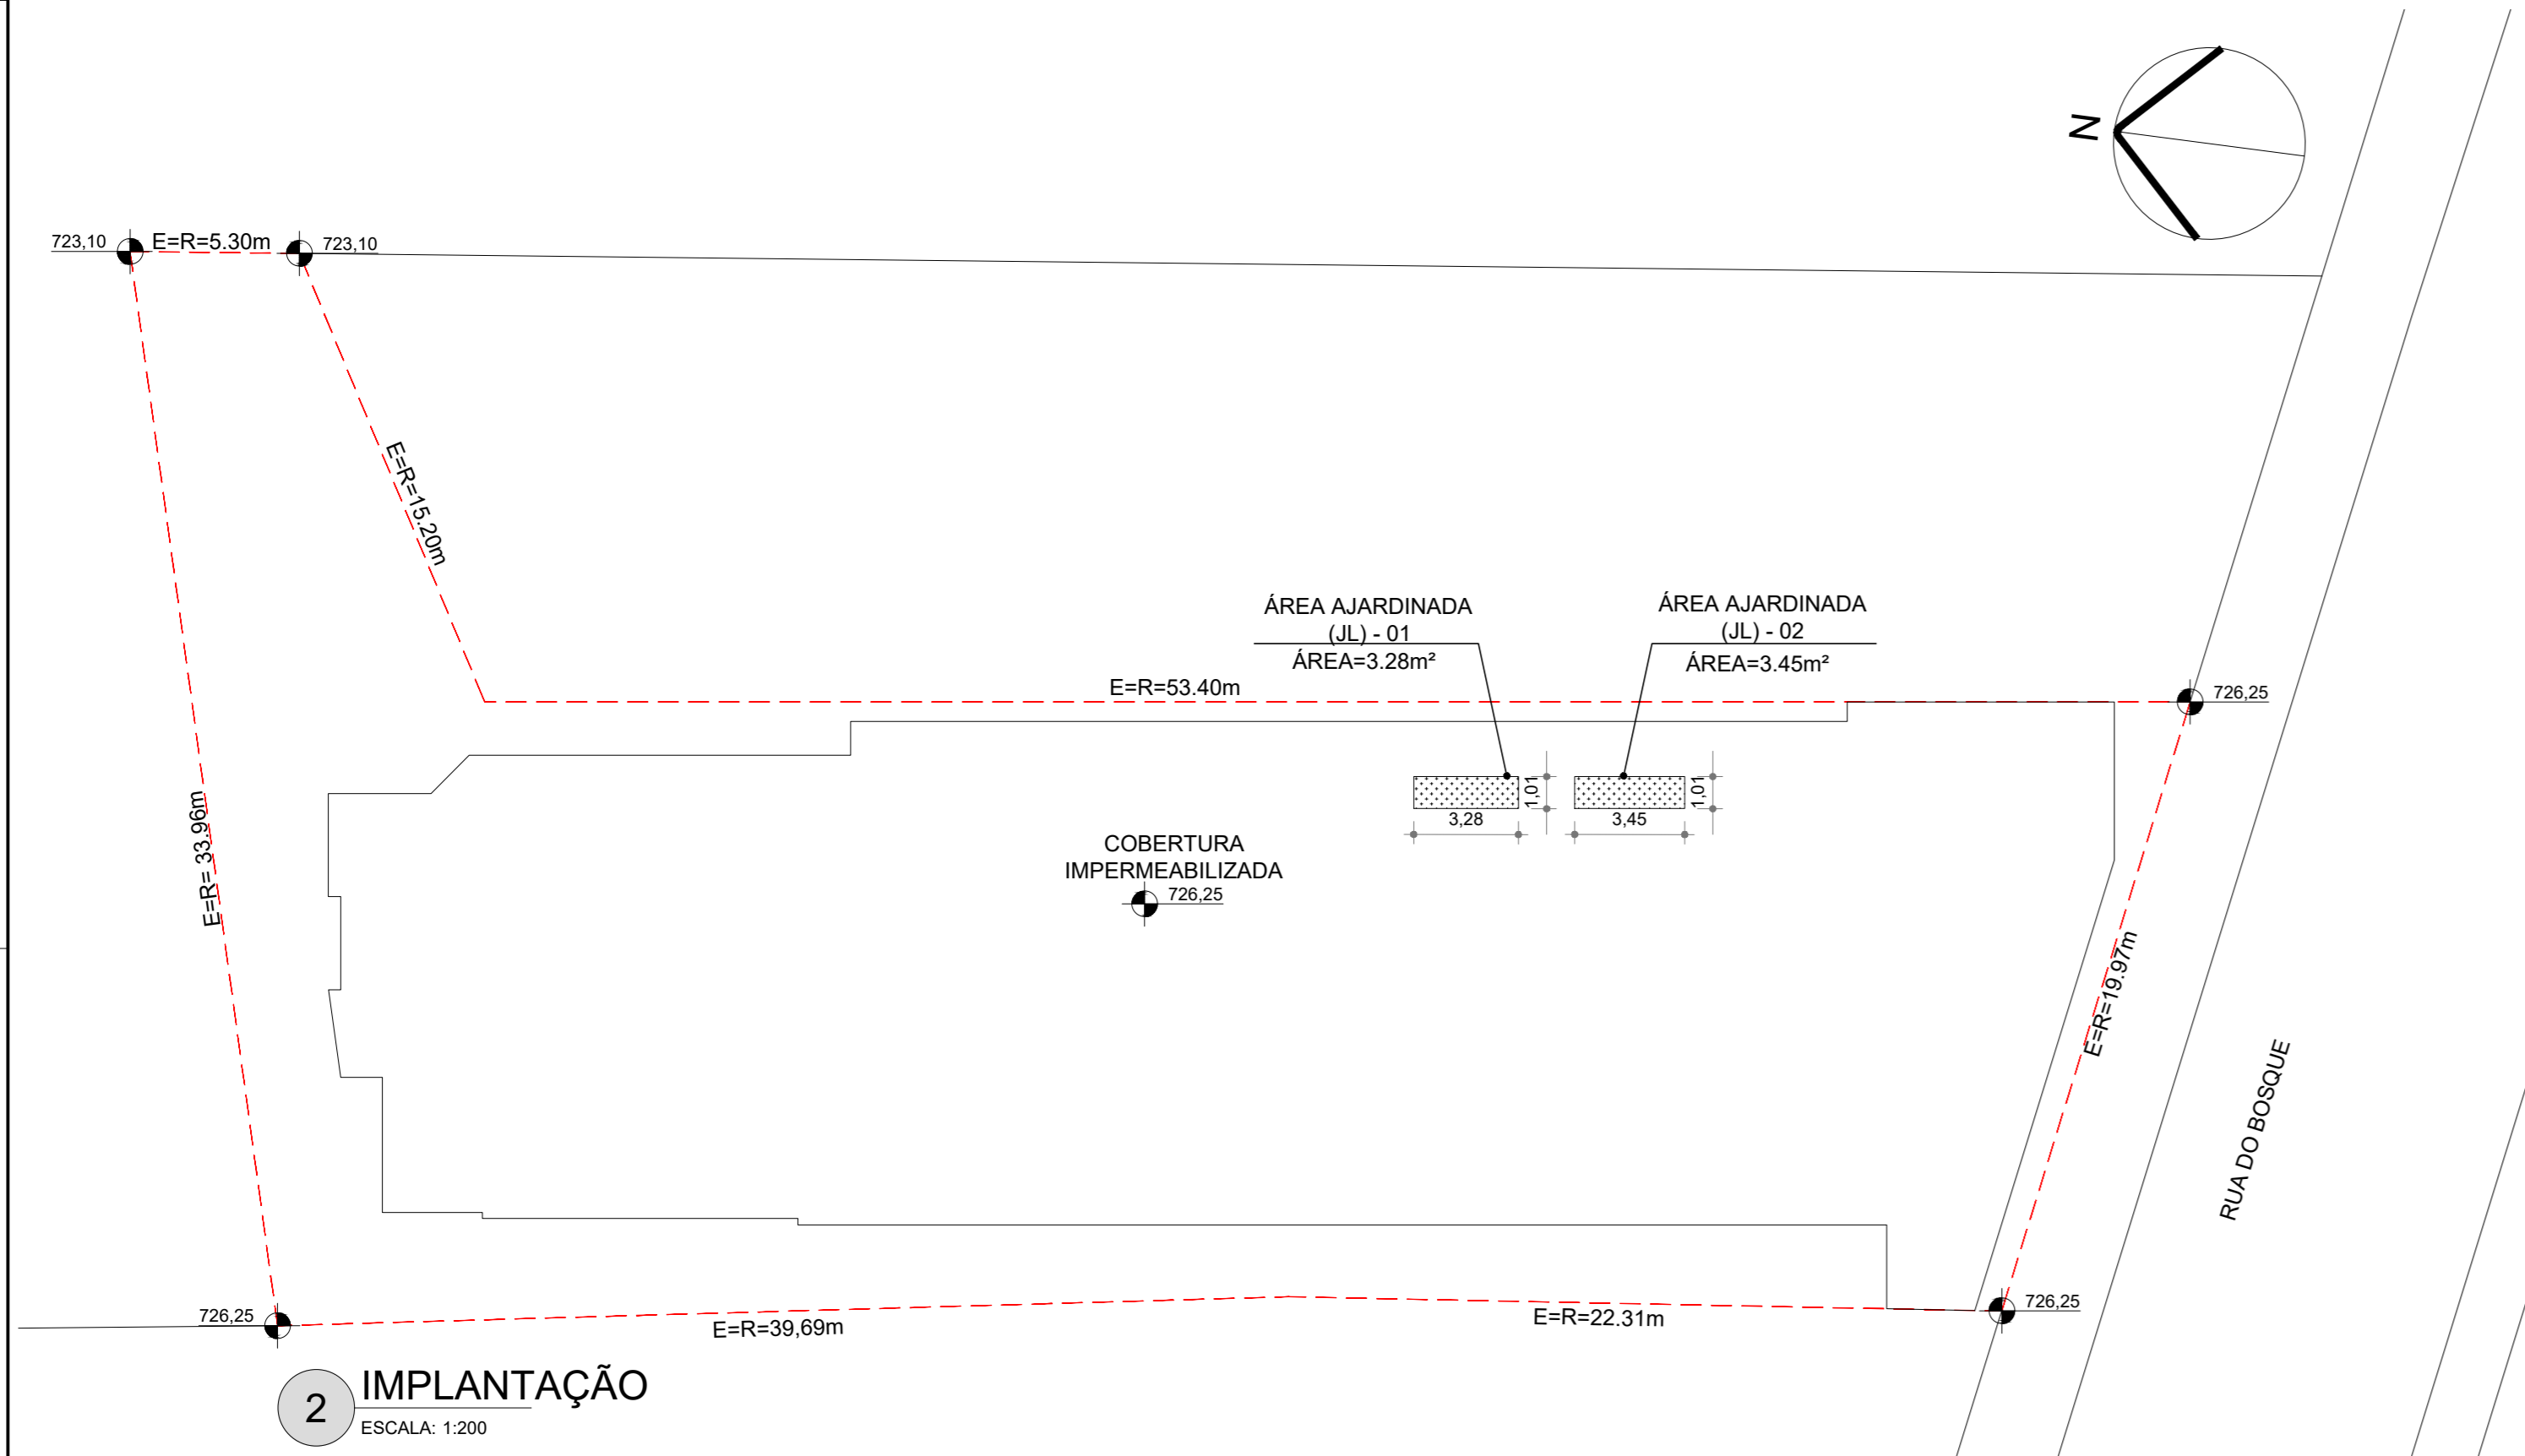 N
723,10
E=R=5.30m
723,10
E=R=15.20m
ÁREA AJARDINADA
(JL) - 01
ÁREA=3.28m²
ÁREA AJARDINADA
(JL) - 02
ÁREA=3.45m²
E=R=53.40m
726,25
1,01
1,01
3,28
3,45
E=R= 33.96m
COBERTURA
IMPERMEABILIZADA
726,25
E=R=19.97m
RUA DO BOSQUE
726,25
E=R=39,69m
E=R=22.31m
726,25
2
IMPLANTAÇÃO
ESCALA: 1:200